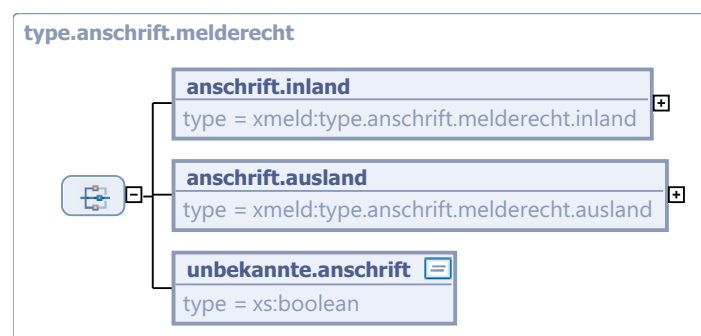 type.anschrift.melderecht
anschrift.inland
type = xmeld:type.anschrift.melderecht.inland
anschrift.ausland
type = xmeld:type.anschrift.melderecht.ausland
unbekannte.anschrift
type = xs:boolean